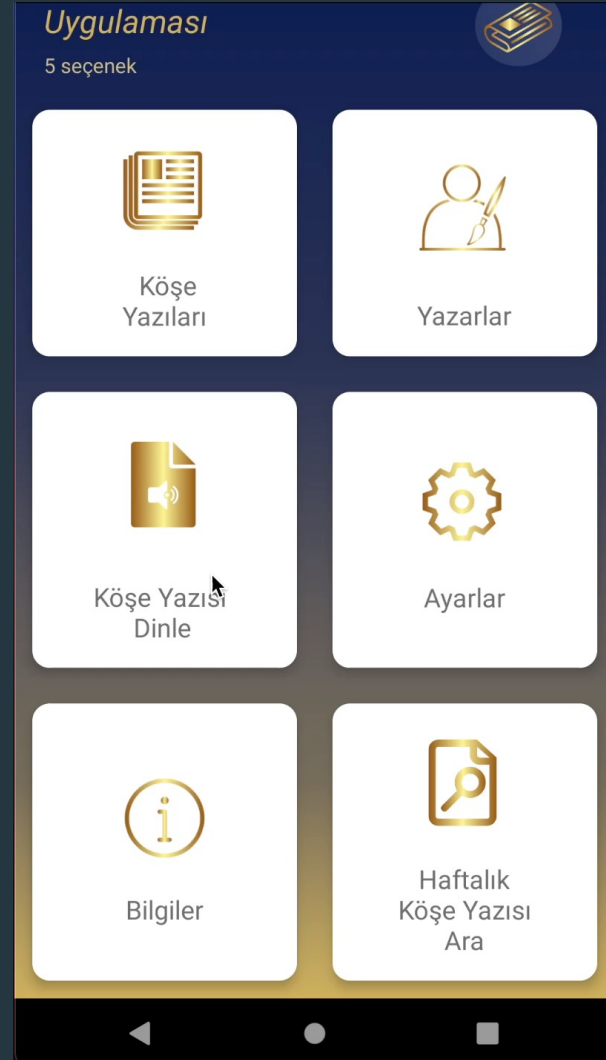 Uygulaması
5 seçenek
Köşe
Yazıları
Yazarlar
Köşe Yazısı
Dinle
Ayarlar
Bilgiler
Haftalık
Köşe Yazısı
Ara